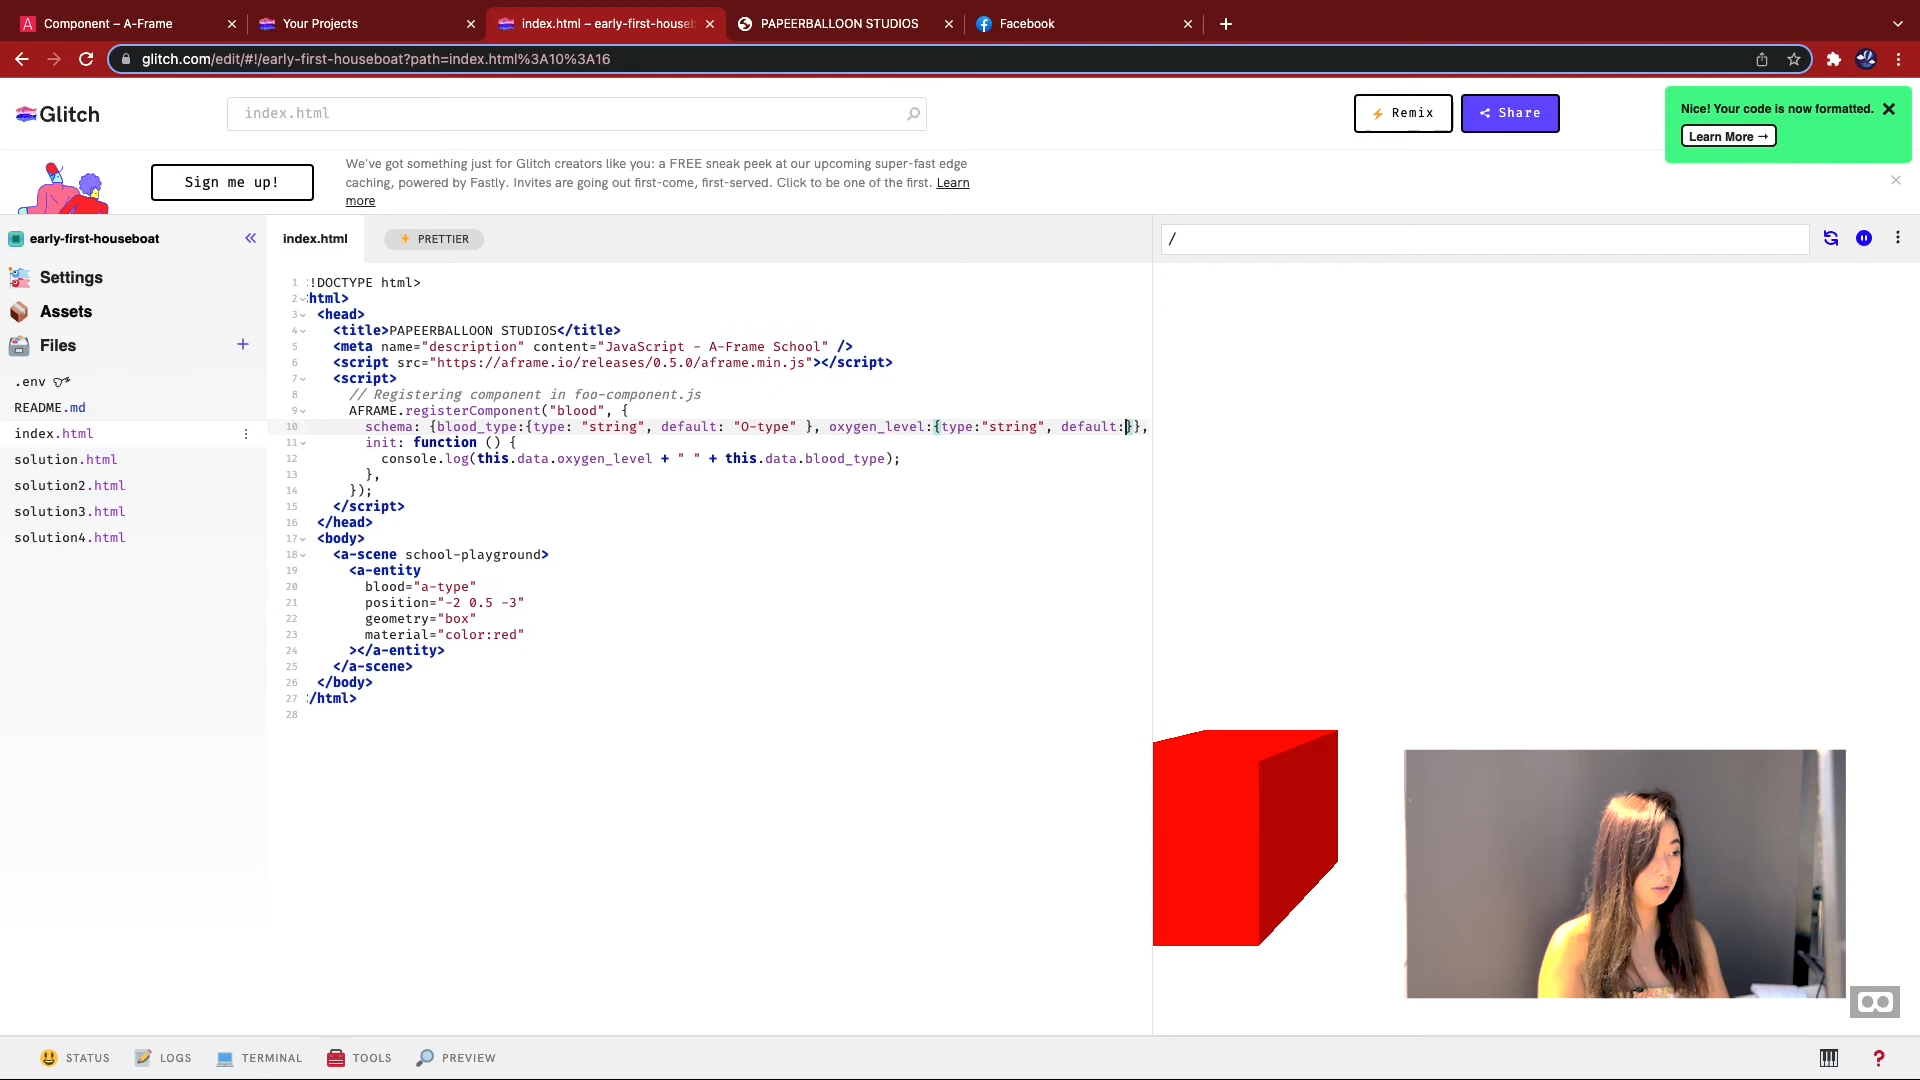 Component – A-Frame
Your Projects
index.html – early-first-houseb
PAPEERBALLOON STUDIOS
Facebook
glitch.com/edit/#!/early-first-houseboat?path=index.html%3A10%3A16
Glitch
index.html
Remix
Share
Nice! Your code is now formatted.
Learn More →
Sign me up!
We've got something just for Glitch creators like you: a FREE sneak peek at our upcoming super-fast edge
caching, powered by Fastly. Invites are going out first-come, first-served. Click to be one of the first. Learn
more
early-first-houseboat
index.html
PRETTIER
/
Settings
Assets
Files
.env
README.md
index.html
solution.html
solution2.html
solution3.html
solution4.html
1 !DOCTYPE html>
2 html>
3 <head>
4 <title>PAPEERBALLOON STUDIOS</title>
5 <meta name="description" content="JavaScript - A-Frame School" />
6 <script src="https://aframe.io/releases/0.5.0/aframe.min.js"></script>
7 <script>
8 // Registering component in foo-component.js
9 AFRAME.registerComponent("blood", {
10 schema: {blood_type:{type: "string", default: "O-type" }, oxygen_level:{type:"string", default:}},
11 init: function () {
12 console.log(this.data.oxygen_level + " " + this.data.blood_type);
13 },
14 });
15 </script>
16 </head>
17 <body>
18 <a-scene school-playground>
19 <a-entity
20 blood="a-type"
21 position="-2 0.5 -3"
22 geometry="box"
23 material="color:red"
24 ></a-entity>
25 </a-scene>
26 </body>
27 /html>
28
STATUS
LOGS
TERMINAL
TOOLS
PREVIEW
?